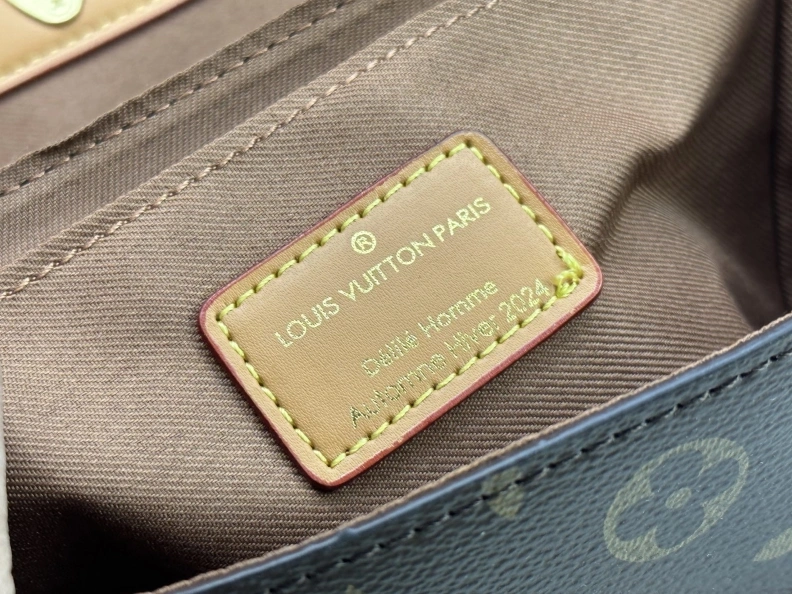 ®
LOUIS VUITTON PARIS
Défilé Homme
Automne Hiver 2024